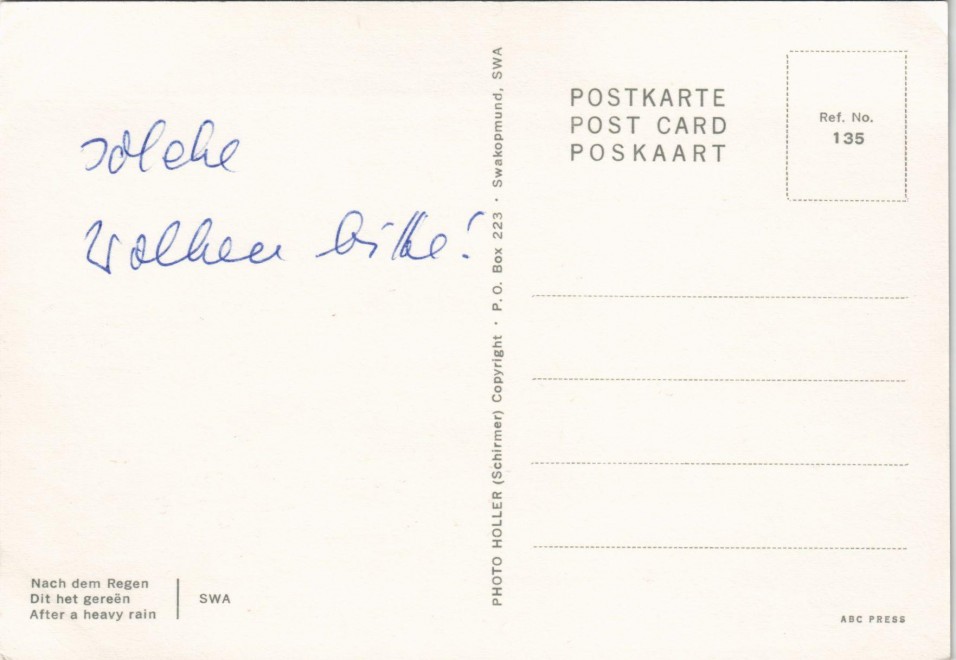 solche
Wolken bitte!
Nach dem Regen
Dit het gereën
After a heavy rain
SWA
PHOTO HOLLER (Schirmer) Copyright · P.O. Box 223 · Swakopmund, SWA
POSTKARTE
POST CARD
POSKAART
Ref. No.
135
ABC PRESS